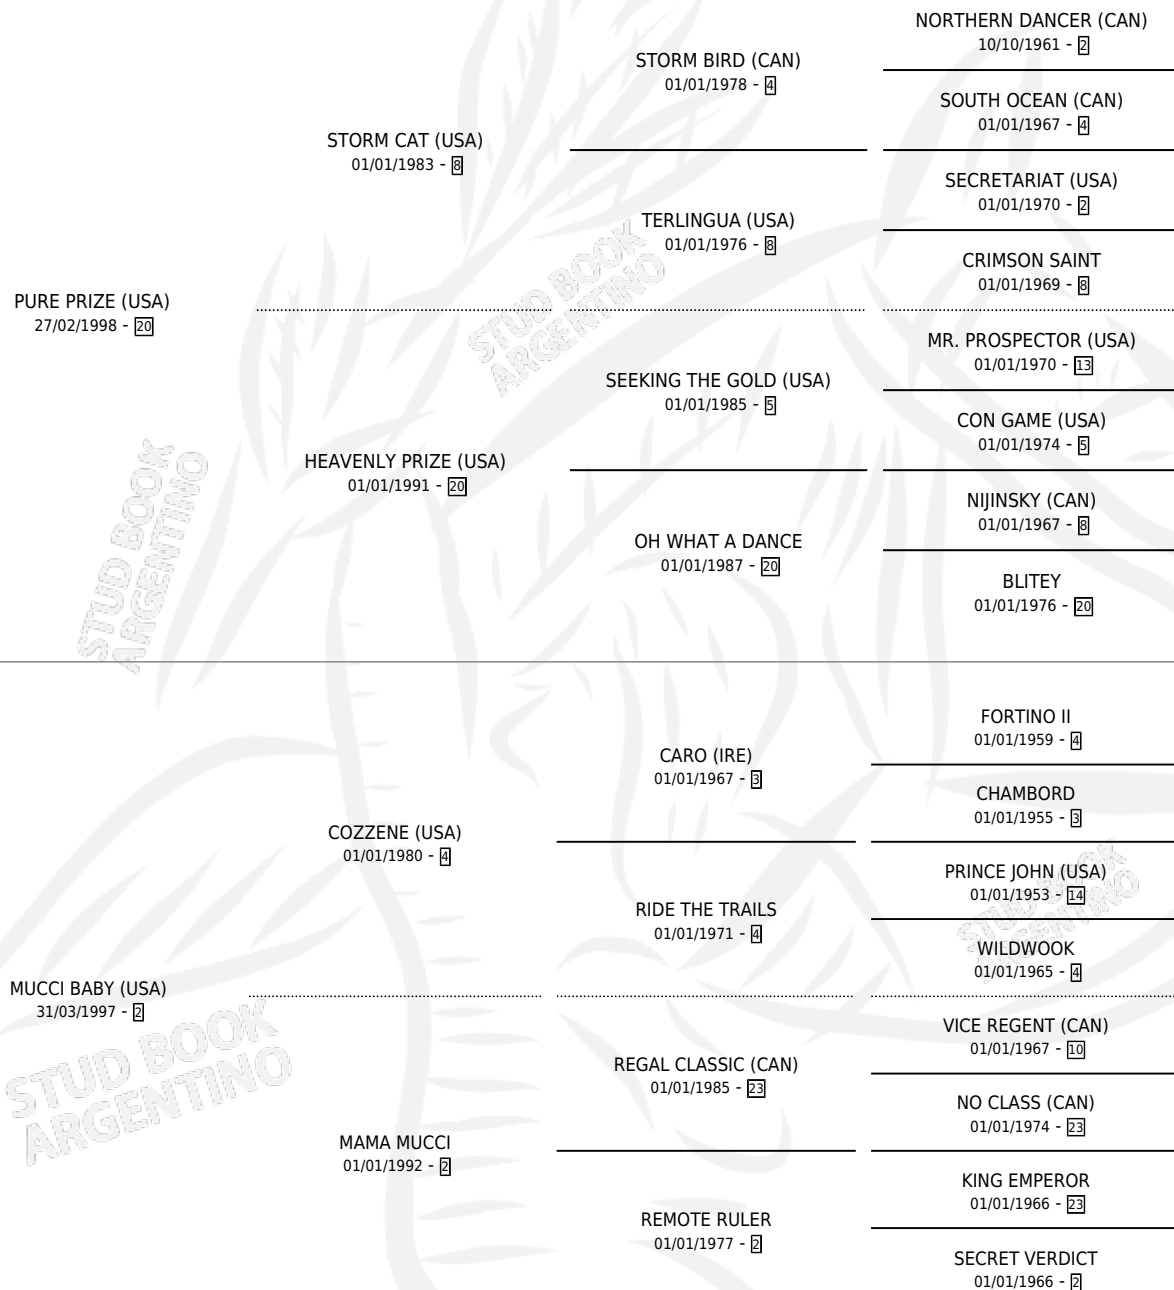 NORTHERN DANCER (CAN)
10/10/1961 - 2
STORM BIRD (CAN)
01/01/1978 - 4
SOUTH OCEAN (CAN)
01/01/1967 - 4
STORM CAT (USA)
01/01/1983 - 8
SECRETARIAT (USA)
01/01/1970 - 2
TERLINGUA (USA)
01/01/1976 - 8
CRIMSON SAINT
01/01/1969 - 8
PURE PRIZE (USA)
27/02/1998 - 20
MR. PROSPECTOR (USA)
01/01/1970 - 13
SEEKING THE GOLD (USA)
01/01/1985 - 5
CON GAME (USA)
01/01/1974 - 5
HEAVENLY PRIZE (USA)
01/01/1991 - 20
NIJINSKY (CAN)
01/01/1967 - 8
OH WHAT A DANCE
01/01/1987 - 20
BLITEY
01/01/1976 - 20
STUD BOOK
ARGENTINO
STUD BOOK
ARGENTINO
FORTINO II
01/01/1959 - 4
CARO (IRE)
01/01/1967 - 3
CHAMBORD
01/01/1955 - 3
COZZENE (USA)
01/01/1980 - 4
PRINCE JOHN (USA)
01/01/1953 - 14
RIDE THE TRAILS
01/01/1971 - 4
WILDWOOK
01/01/1965 - 4
MUCCI BABY (USA)
31/03/1997 - 2
VICE REGENT (CAN)
01/01/1967 - 10
REGAL CLASSIC (CAN)
01/01/1985 - 23
NO CLASS (CAN)
01/01/1974 - 23
MAMA MUCCI
01/01/1992 - 2
KING EMPEROR
01/01/1966 - 23
REMOTE RULER
01/01/1977 - 2
SECRET VERDICT
01/01/1966 - 2
STUD BOOK
ARGENTINO
STUD BOOK
ARGENTINO